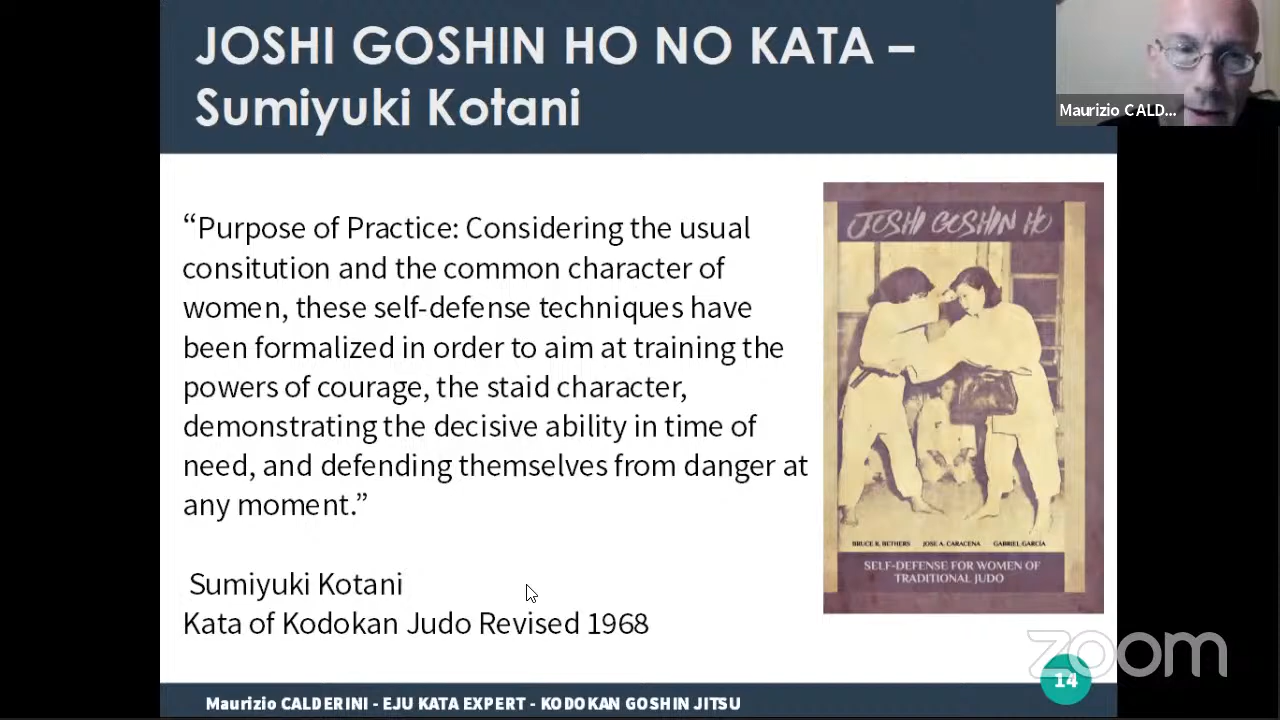 JOSHI GOSHIN HO NO KATA –
Sumiyuki Kotani
Maurizio CALD...
“Purpose of Practice: Considering the usual
consitution and the common character of
women, these self-defense techniques have
been formalized in order to aim at training the
powers of courage, the staid character,
demonstrating the decisive ability in time of
need, and defending themselves from danger at
any moment.”
Sumiyuki Kotani
Kata of Kodokan Judo Revised 1968
JOSHI GOSHIN HO
BRUCE R. BETHERS JOSE A. CARACENA GABRIEL GARCIA
SELF-DEFENSE FOR WOMEN OF
TRADITIONAL JUDO
zoom
14
Maurizio CALDERINI - EJU KATA EXPERT - KODOKAN GOSHIN JITSU